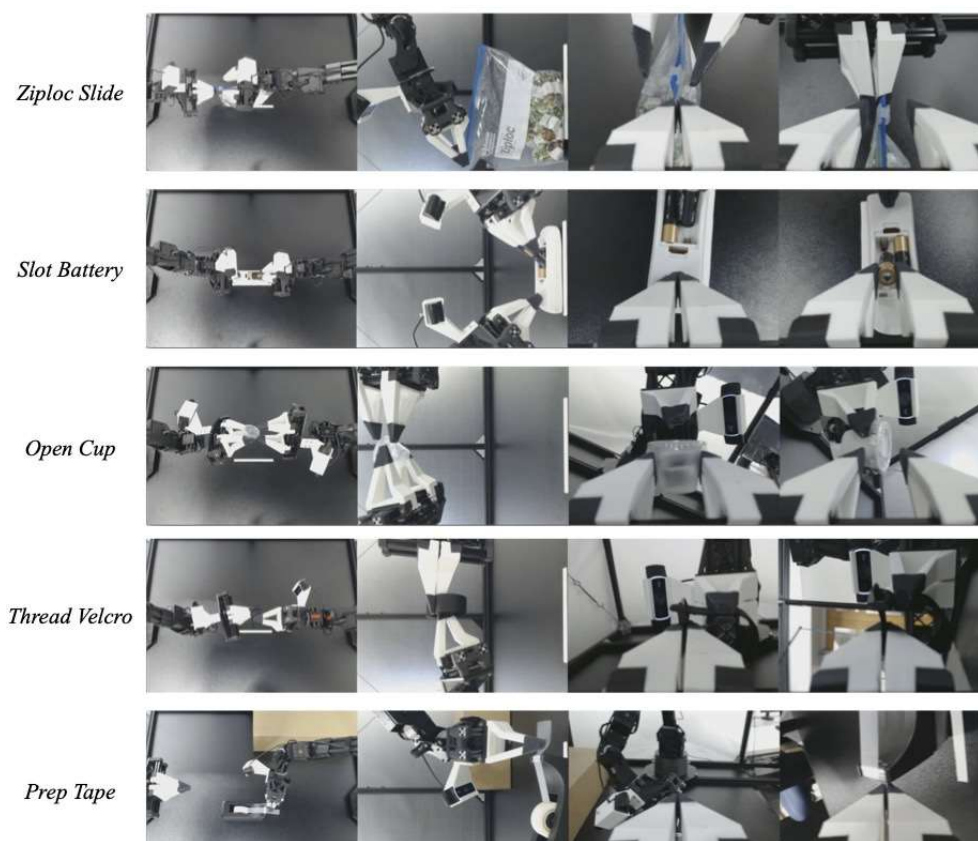 Ziploc Slide
ziploc
Slot Battery
Open Cup
Thread Velcro
Prep Tape